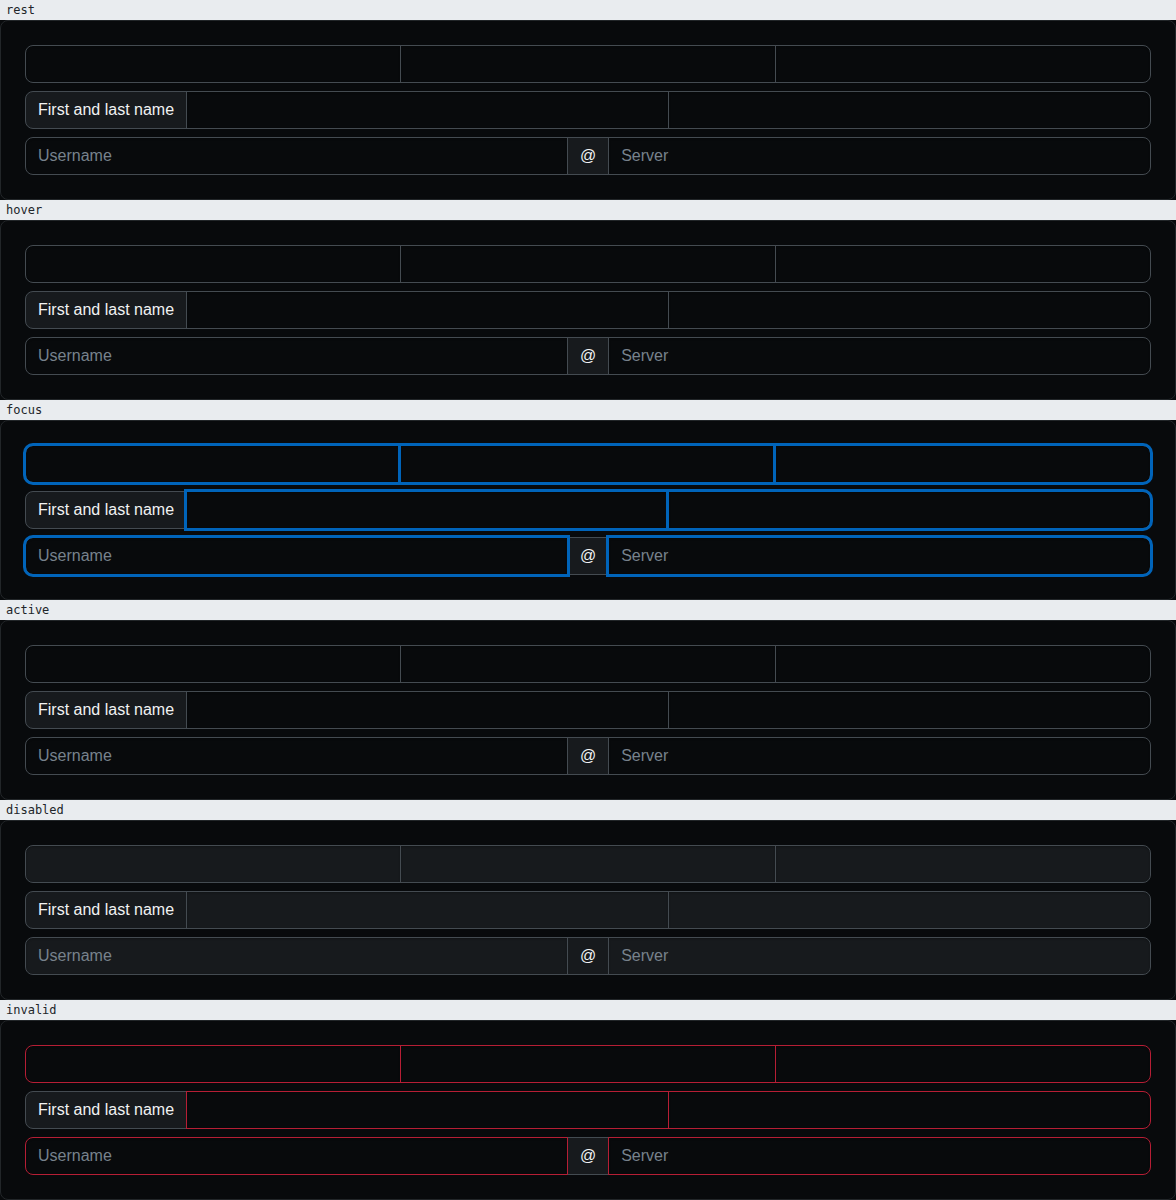 rest
First and last name
Username @ Server
hover
First and last name
Username @ Server
focus
First and last name
Username @ Server
active
First and last name
Username @ Server
disabled
First and last name
Username @ Server
invalid
First and last name
Username @ Server